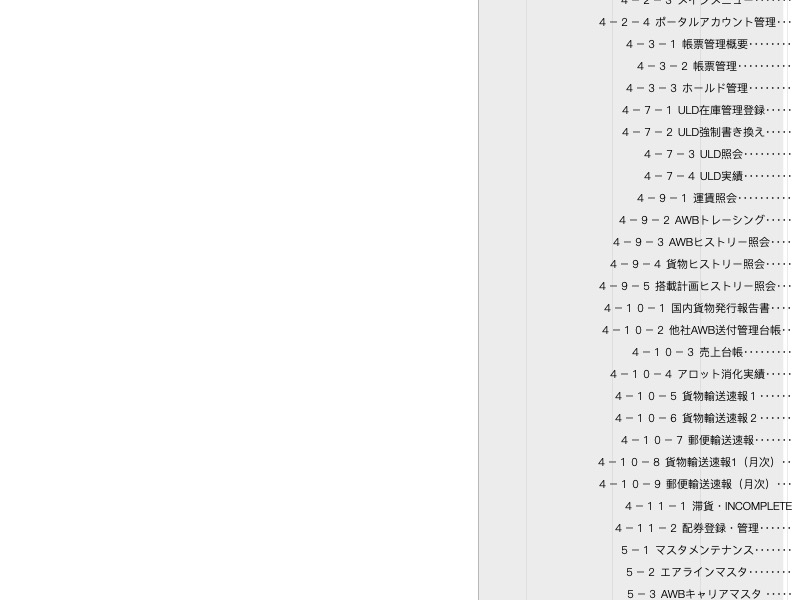 ４－２－３ メインメニュー････････
４－２－４ ポータルアカウント管理････
４－３－１ 帳票管理概要････････
４－３－２ 帳票管理･･････････
４－３－３ ホールド管理････････
４－７－１ ULD在庫管理登録･････
４－７－２ ULD強制書き換え･････
４－７－３ ULD照会･････････
４－７－４ ULD実績･････････
４－９－１ 運賃照会･･････････
４－９－２ AWBトレーシング･････
４－９－３ AWBヒストリー照会････
４－９－４ 貨物ヒストリー照会･････
４－９－５ 搭載計画ヒストリー照会･･･
４－１０－１ 国内貨物発行報告書････
４－１０－２ 他社AWB送付管理台帳･･
４－１０－３ 売上台帳･････････
４－１０－４ アロット消化実績･････
４－１０－５ 貨物輸送速報１･･････
４－１０－６ 貨物輸送速報２･･････
４－１０－７ 郵便輸送速報･･･････
４－１０－８ 貨物輸送速報1（月次）･･
４－１０－９ 郵便輸送速報（月次）･･･
４－１１－１ 滞貨・INCOMPLETE
４－１１－２ 配券登録・管理･･････
５－１ マスタメンテナンス･･･････
５－２ エアラインマスタ････････
５－３ AWBキャリアマスタ ･････